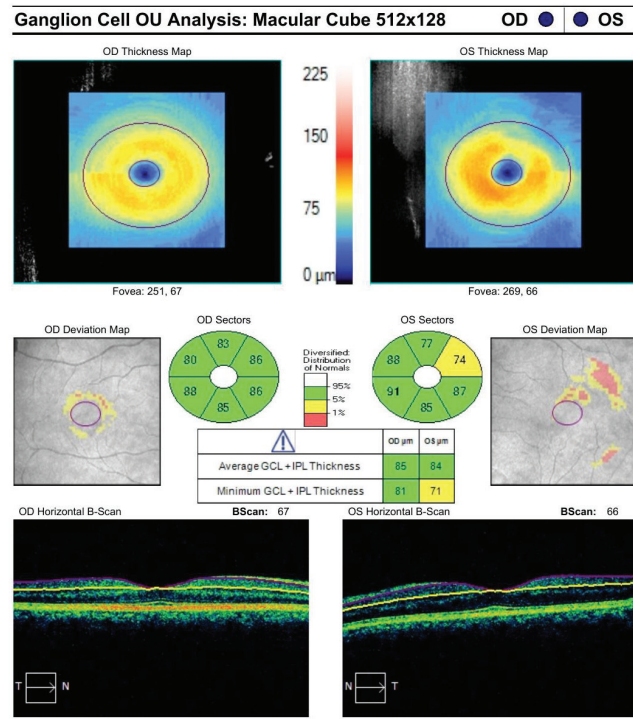 Ganglion Cell OU Analysis: Macular Cube 512x128 OD OS
OD Thickness Map
OS Thickness Map
225
150
75
0 µm
Fovea: 251, 67
Fovea: 269, 66
OD Deviation Map
OD Sectors
OS Sectors
OS Deviation Map
83
80
86
88
86
85
Diversified:
Distribution
of Normals
95%
5%
1%
77
88
74
91
87
85
OD µm OS µm
Average GCL + IPL Thickness 85 84
Minimum GCL + IPL Thickness 81 71
OD Horizontal B-Scan BScan: 67
OS Horizontal B-Scan BScan: 66
T N
N T